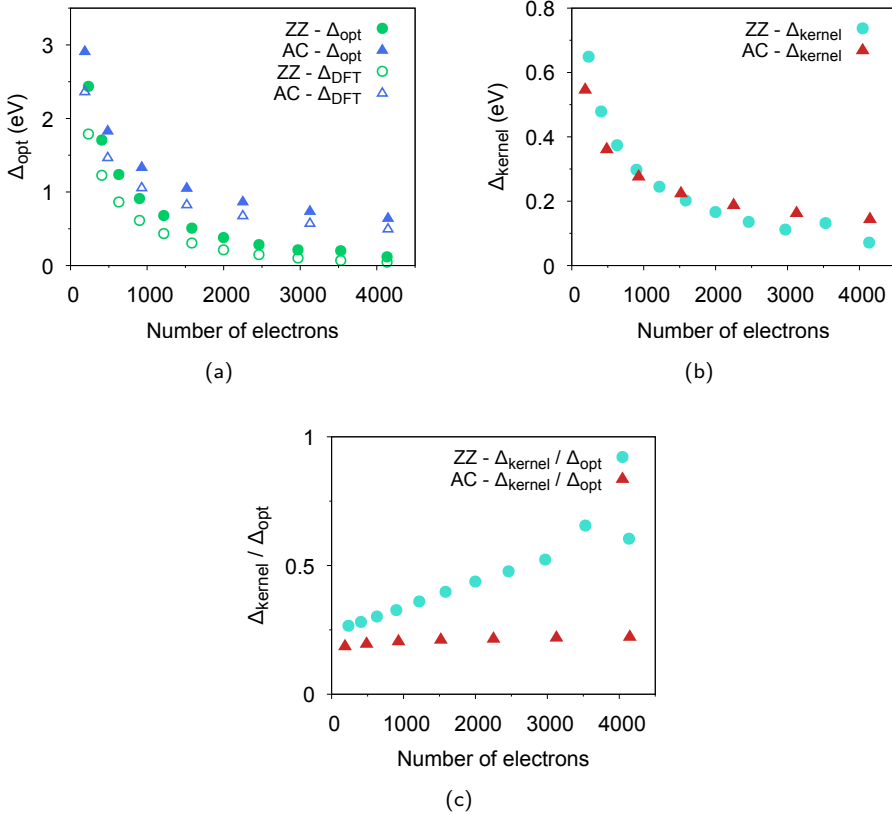 3
2
1
0
Δopt (eV)
ZZ - Δopt
AC - Δopt
ZZ - ΔDFT
AC - ΔDFT
0 1000 2000 3000 4000
Number of electrons
(a)
0.8
0.6
0.4
0.2
0
Δkernel (eV)
ZZ - Δkernel
AC - Δkernel
0 1000 2000 3000 4000
Number of electrons
(b)
1
0.5
0
Δkernel / Δopt
ZZ - Δkernel / Δopt
AC - Δkernel / Δopt
0 1000 2000 3000 4000
Number of electrons
(c)